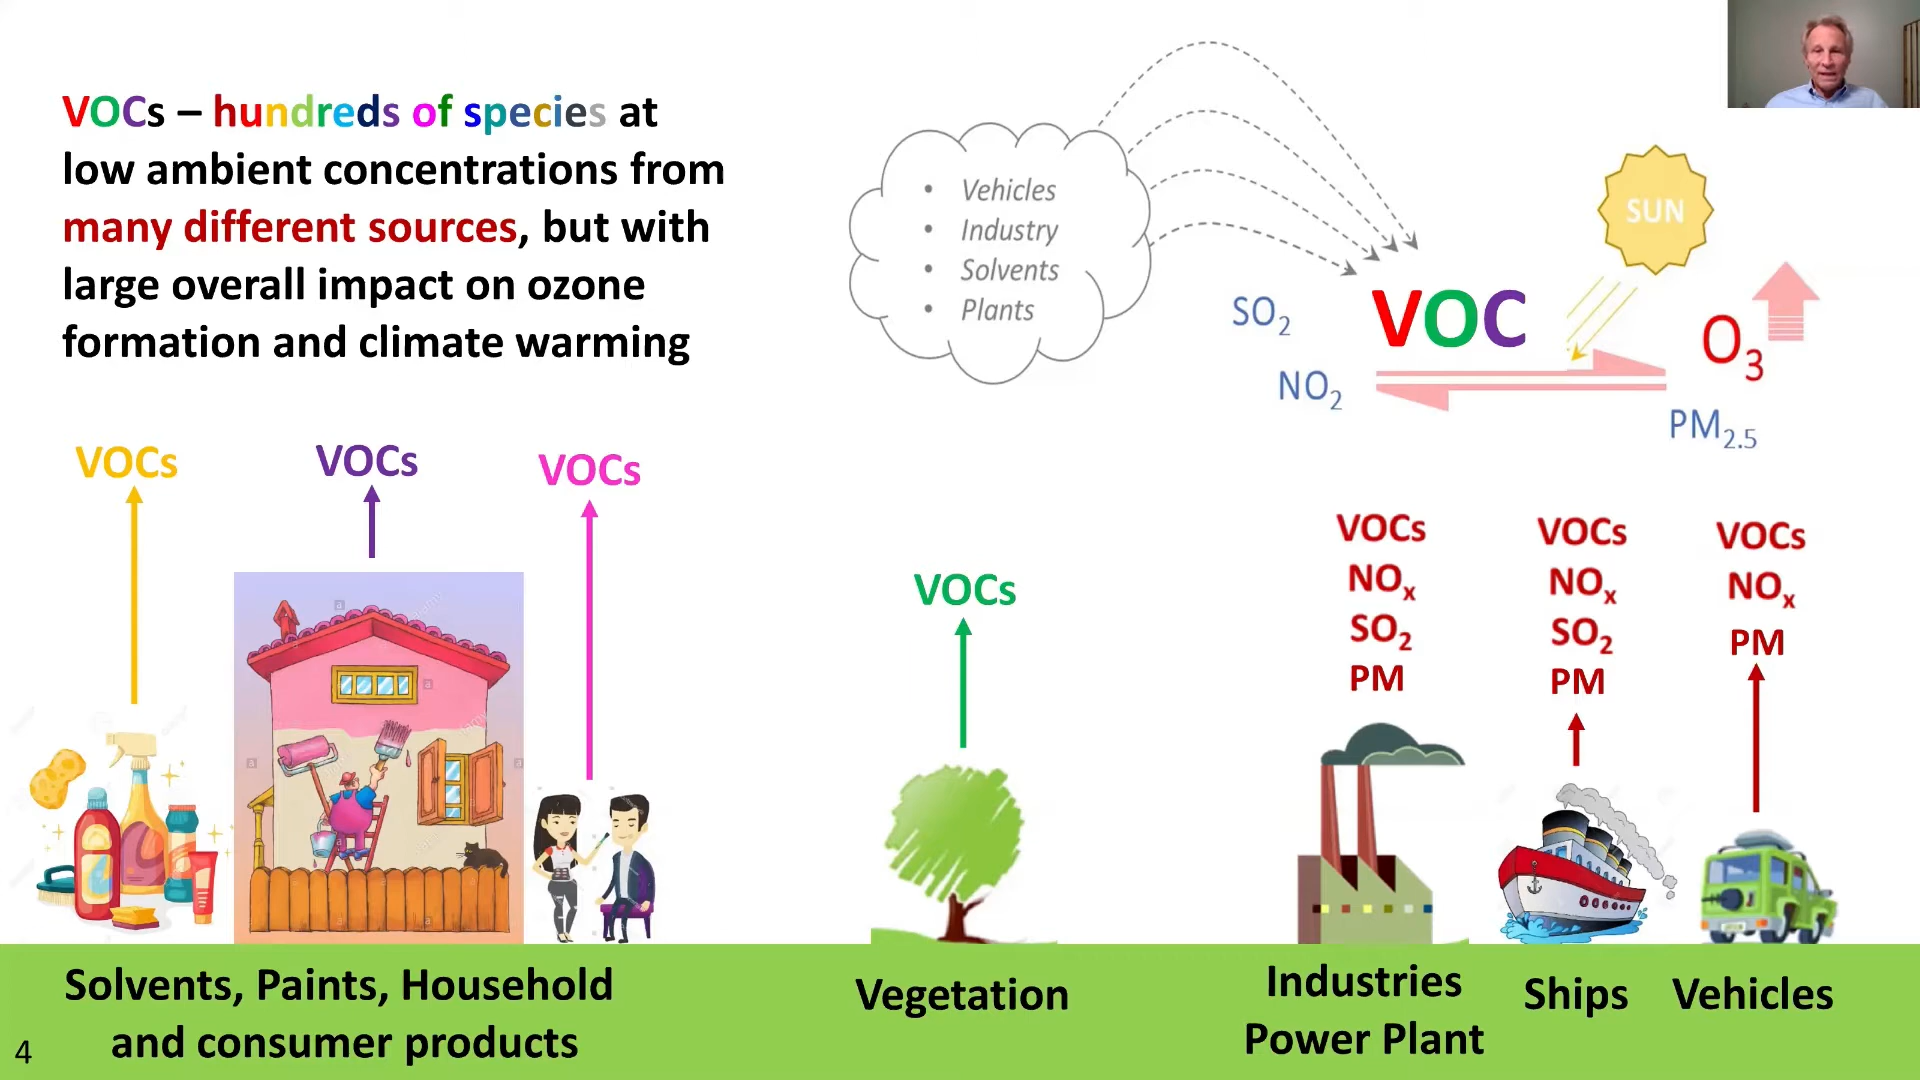 VOCs – hundreds of species at
low ambient concentrations from
many different sources, but with
large overall impact on ozone
formation and climate warming
• Vehicles
• Industry
• Solvents
• Plants
SUN
SO2
VOC
O3
NO2
PM2.5
VOCs
VOCs
VOCs
VOCs
VOCs
NOx
SO2
PM
VOCs
NOx
SO2
PM
VOCs
NOx
PM
Solvents, Paints, Household
and consumer products
Vegetation
Industries
Power Plant
Ships
Vehicles
4